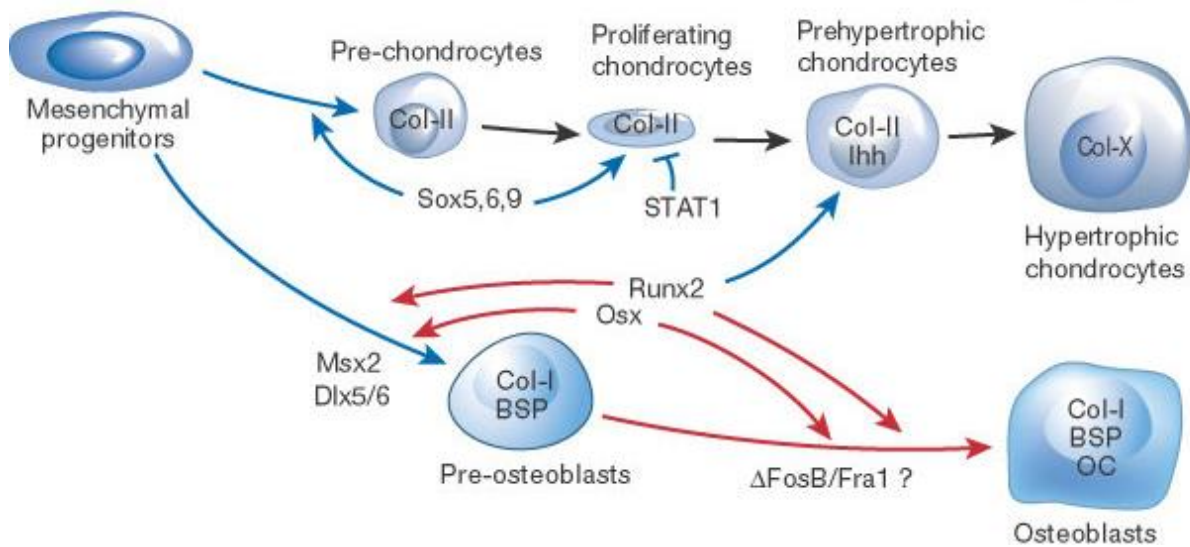 Mesenchymal
progenitors
Pre-chondrocytes
Col-II
Proliferating
chondrocytes
Col-II
Prehypertrophic
chondrocytes
Col-II
Ihh
Col-X
Hypertrophic
chondrocytes
Sox5,6,9
STAT1
Runx2
Osx
Msx2
Dlx5/6
Col-I
BSP
Pre-osteoblasts
ΔFosB/Fra1 ?
Col-I
BSP
OC
Osteoblasts